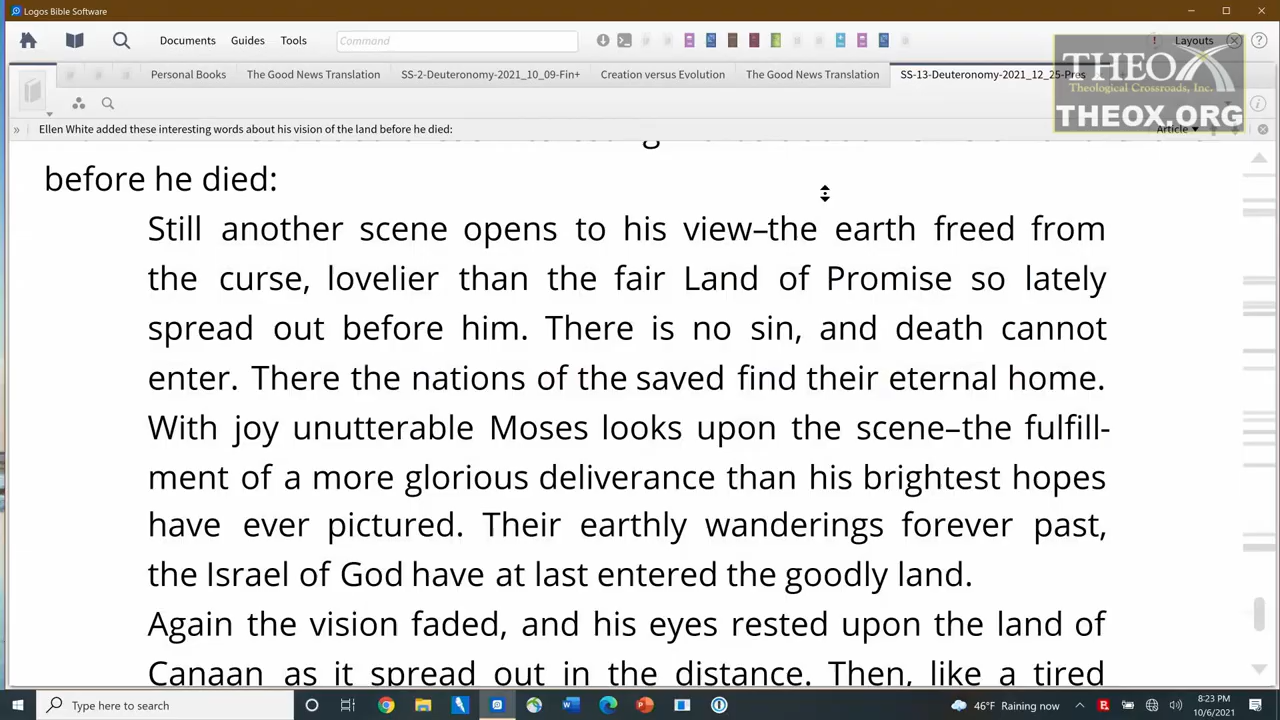 Logos Bible Software
Documents Guides Tools Command Layouts
THEOX
Theological Crossroads, Inc.
THEOX.ORG
Personal Books The Good News Translation SS-2-Deuteronomy-2021_10_09-Fin+ Creation versus Evolution The Good News Translation SS-13-Deuteronomy-2021_12_25-Pres
Ellen White added these interesting words about his vision of the land before he died: Article
before he died:
Still another scene opens to his view–the earth freed from
the curse, lovelier than the fair Land of Promise so lately
spread out before him. There is no sin, and death cannot
enter. There the nations of the saved find their eternal home.
With joy unutterable Moses looks upon the scene–the fulfill-
ment of a more glorious deliverance than his brightest hopes
have ever pictured. Their earthly wanderings forever past,
the Israel of God have at last entered the goodly land.
Again the vision faded, and his eyes rested upon the land of
Canaan as it spread out in the distance. Then, like a tired
Type here to search
46°F Raining now
8:23 PM
10/6/2021